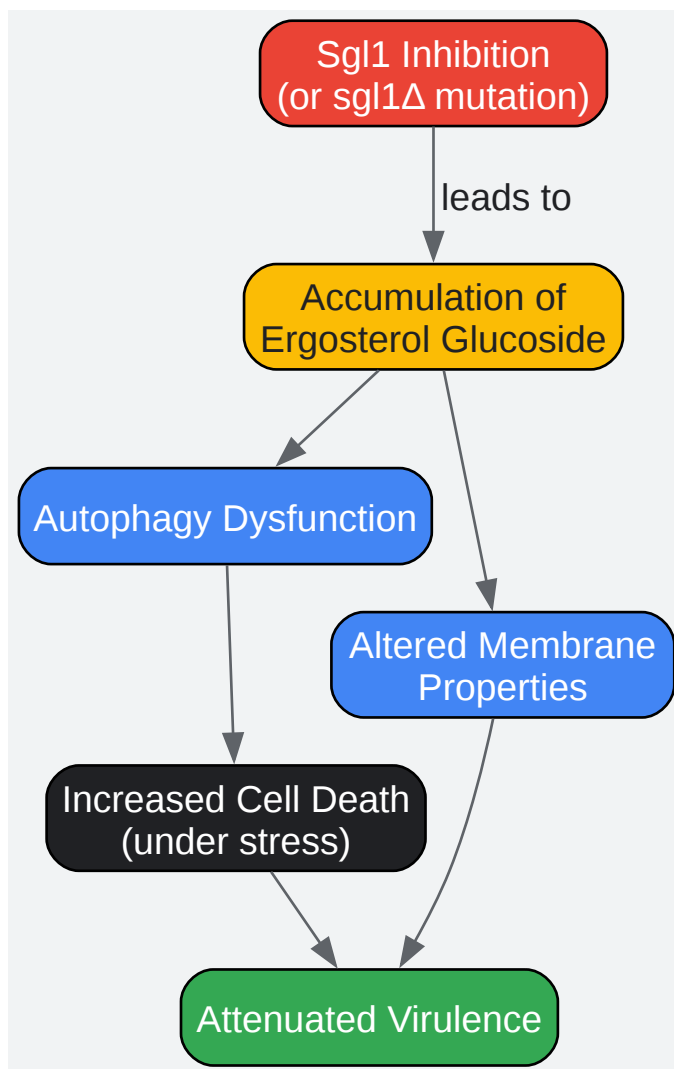 Sgl1 Inhibition
(or sgl1Δ mutation)
leads to
Accumulation of
Ergosterol Glucoside
Autophagy Dysfunction
Altered Membrane
Properties
Increased Cell Death
(under stress)
Attenuated Virulence